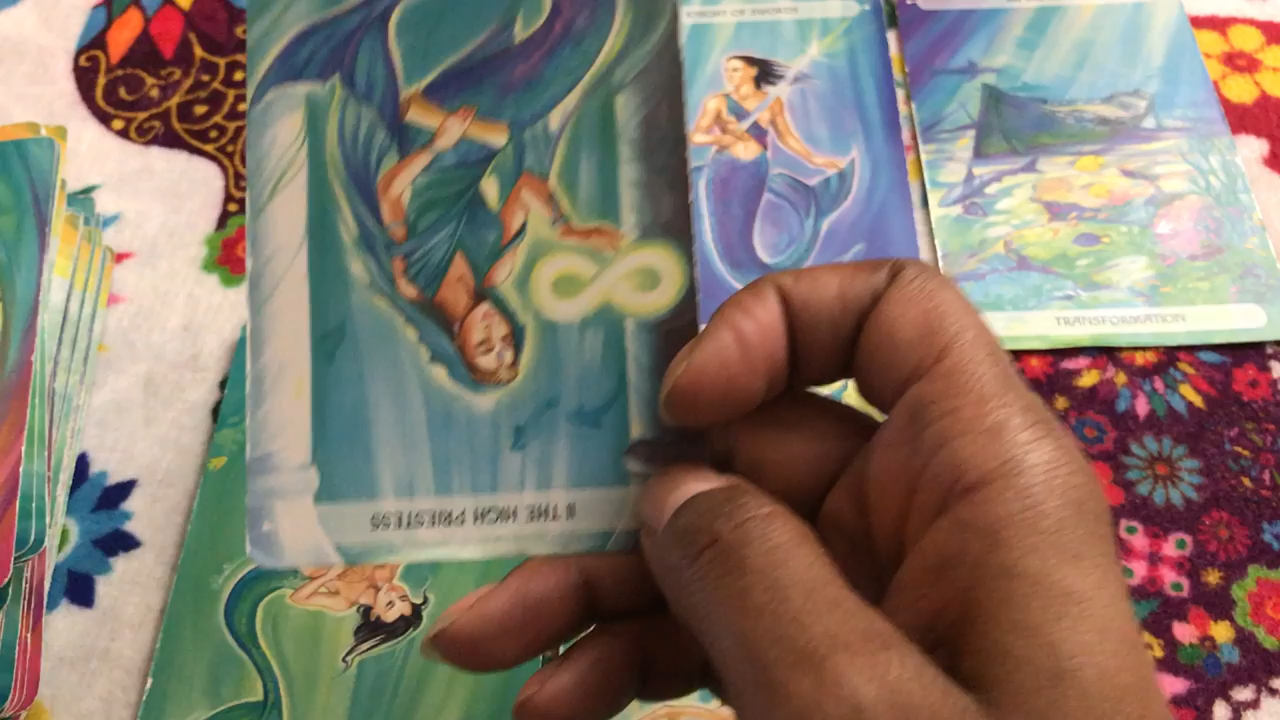 KNIGHT OF SWORDS
TRANSFORMATION
II THE HIGH PRIESTESS